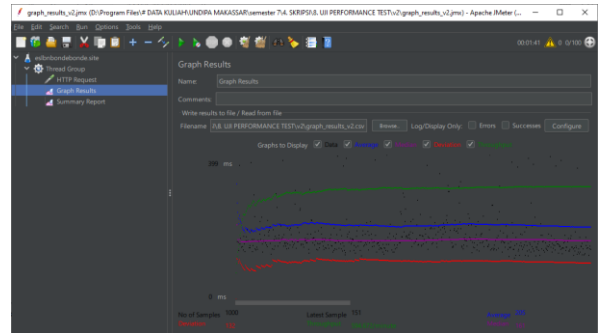 graph_results_v2.jmx (D:\Program Files\# DATA KULIAH\UNDIPA MAKASSAR\semester 7\4. SKRIPSI\8. UJI PERFORMANCE TEST\v2\graph_results_v2.jmx) - Apache JMeter (...
File Edit Search Run Options Tools Help
00:01:41 0 0/100
eslbnbondebonde.site
Thread Group
HTTP Request
Graph Results
Summary Report
Graph Results
Name: Graph Results
Comments
Write results to file / Read from file
Filename \8. UJI PERFORMANCE TEST\v2\graph_results_v2.csv Browse... Log/Display Only: Errors Successes Configure
Graphs to Display Data Average Median Deviation Throughput
399 ms
0 ms
No of Samples 1000 Latest Sample 161 Average
Deviation